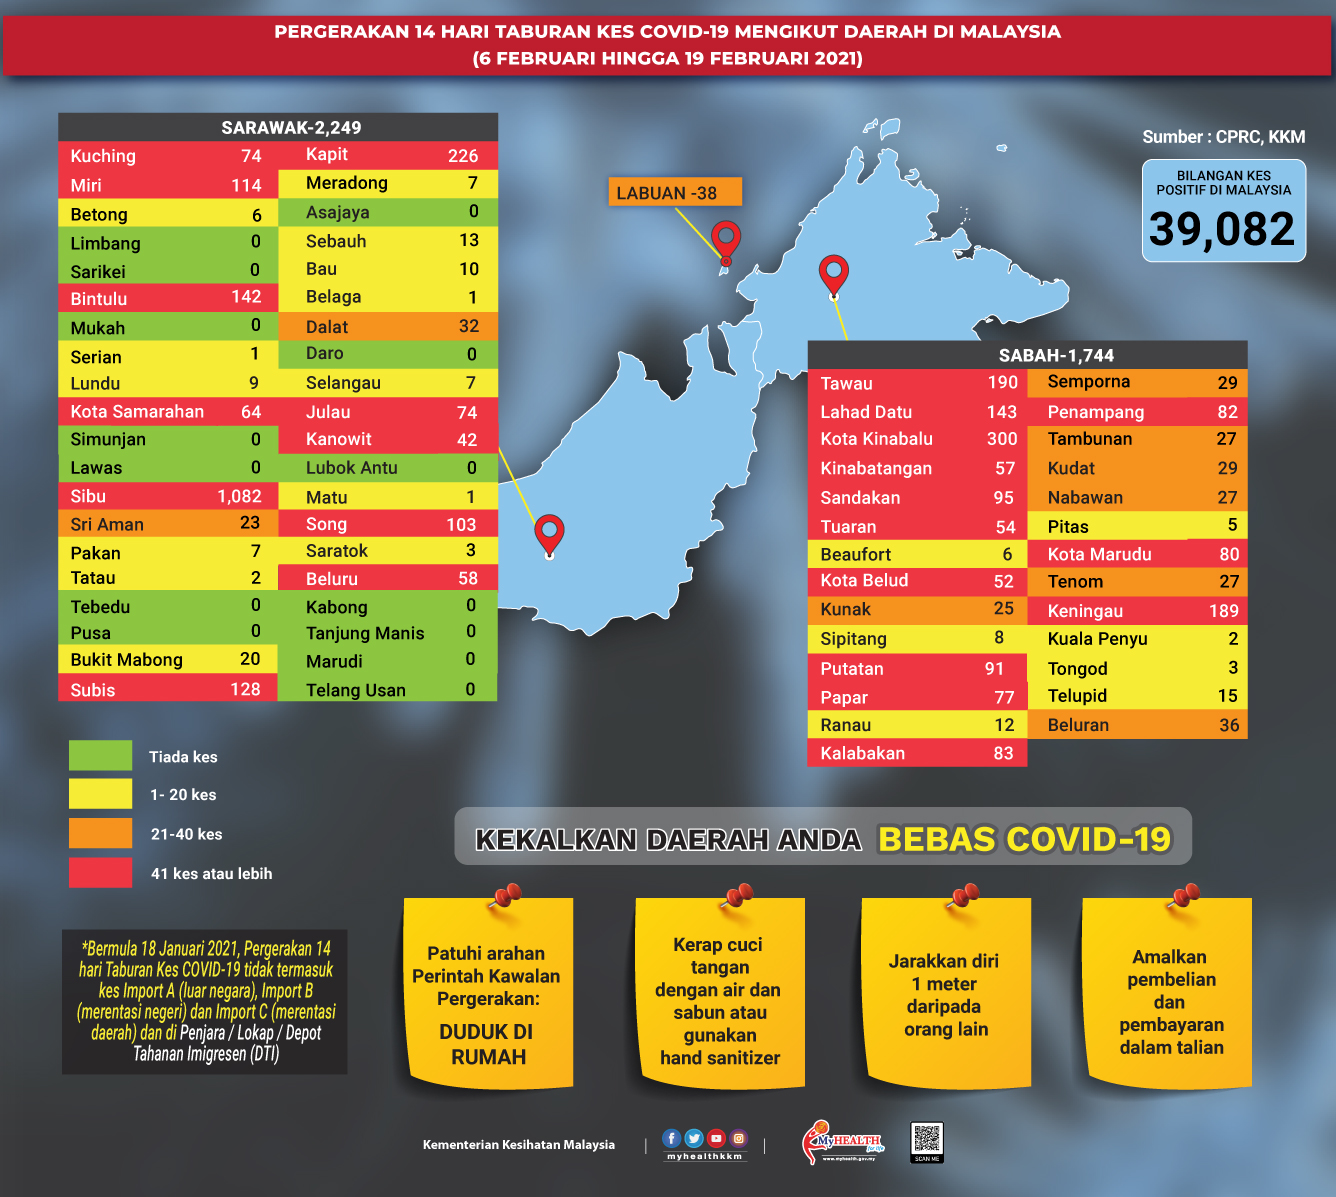 PERGERAKAN 14 HARI TABURAN KES COVID-19 MENGIKUT DAERAH DI MALAYSIA
(6 FEBRUARI HINGGA 19 FEBRUARI 2021)
Sumber : CPRC, KKM
BILANGAN KES
POSITIF DI MALAYSIA
39,082
LABUAN -38
SARAWAK-2,249
Kuching 74 Kapit 226
Miri 114 Meradong 7
Betong 6 Asajaya 0
Limbang 0 Sebauh 13
Sarikei 0 Bau 10
Bintulu 142 Belaga 1
Mukah 0 Dalat 32
Serian 1 Daro 0
Lundu 9 Selangau 7
Kota Samarahan 64 Julau 74
Simunjan 0 Kanowit 42
Lawas 0 Lubok Antu 0
Sibu 1,082 Matu 1
Sri Aman 23 Song 103
Pakan 7 Saratok 3
Tatau 2 Beluru 58
Tebedu 0 Kabong 0
Pusa 0 Tanjung Manis 0
Bukit Mabong 20 Marudi 0
Subis 128 Telang Usan 0
SABAH-1,744
Tawau 190 Semporna 29
Lahad Datu 143 Penampang 82
Kota Kinabalu 300 Tambunan 27
Kinabatangan 57 Kudat 29
Sandakan 95 Nabawan 27
Tuaran 54 Pitas 5
Beaufort 6 Kota Marudu 80
Kota Belud 52 Tenom 27
Kunak 25 Keningau 189
Sipitang 8 Kuala Penyu 2
Putatan 91 Tongod 3
Papar 77 Telupid 15
Ranau 12 Beluran 36
Kalabakan 83
Tiada kes
1- 20 kes
21-40 kes
41 kes atau lebih
*Bermula 18 Januari 2021, Pergerakan 14
hari Taburan Kes COVID-19 tidak termasuk
kes Import A (luar negara), Import B
(merentasi negeri) dan Import C (merentasi
daerah) dan di Penjara / Lokap / Depot
Tahanan Imigresen (DTI)
KEKALKAN DAERAH ANDA BEBAS COVID-19
Patuhi arahan
Perintah Kawalan
Pergerakan:
DUDUK DI
RUMAH
Kerap cuci
tangan
dengan air dan
sabun atau
gunakan
hand sanitizer
Jarakkan diri
1 meter
daripada
orang lain
Amalkan
pembelian
dan
pembayaran
dalam talian
Kementerian Kesihatan Malaysia
myhealthkkm
MyHEALTH
for life
www.myhealth.gov.my
SCAN ME